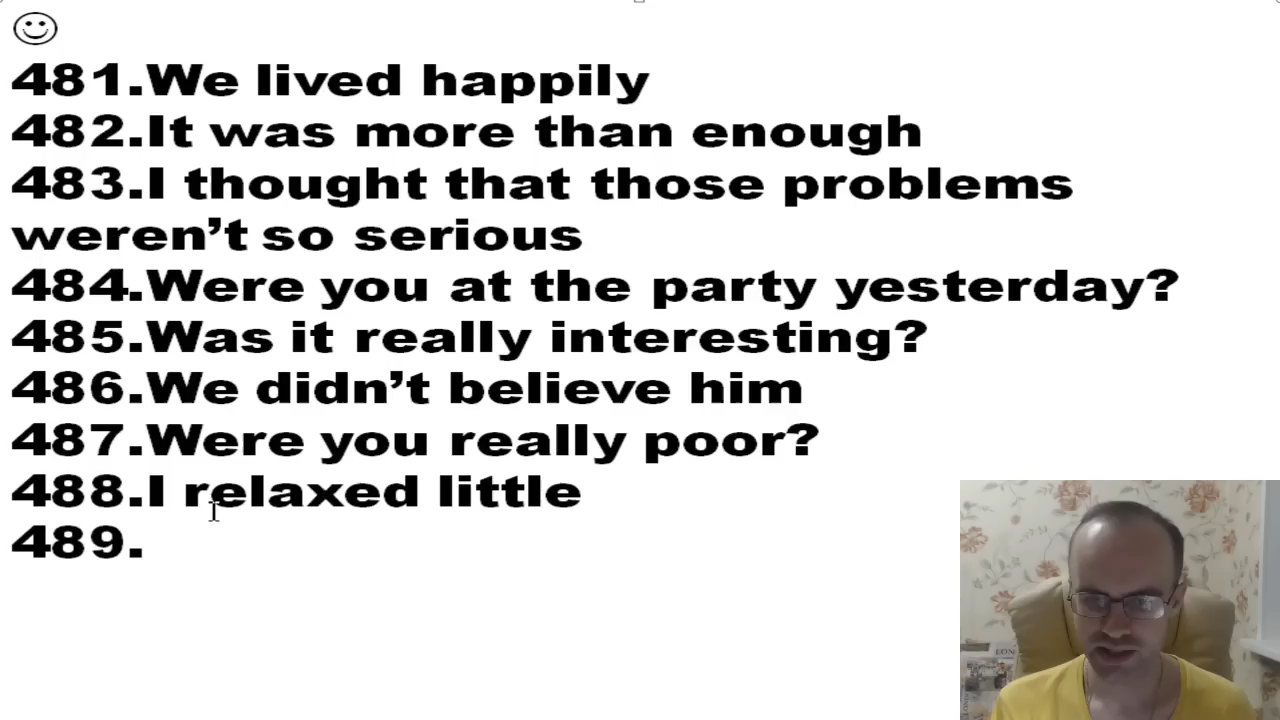 481.We lived happily
482.It was more than enough
483.I thought that those problems
weren’t so serious
484.Were you at the party yesterday?
485.Was it really interesting?
486.We didn’t believe him
487.Were you really poor?
488.I relaxed little
489.